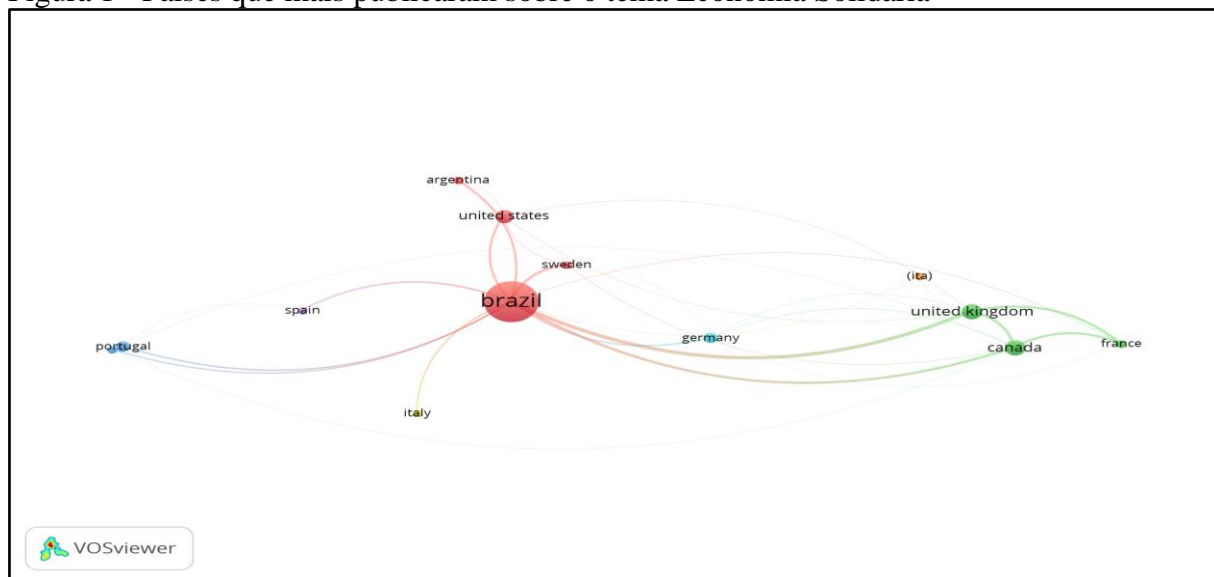 Figura 1 - Países que mais publicaram sobre o tema Economia Solidária
argentina
united states
sweden
(ita)
brazil
spain
united kingdom
germany
portugal
canada
france
italy
VOSviewer